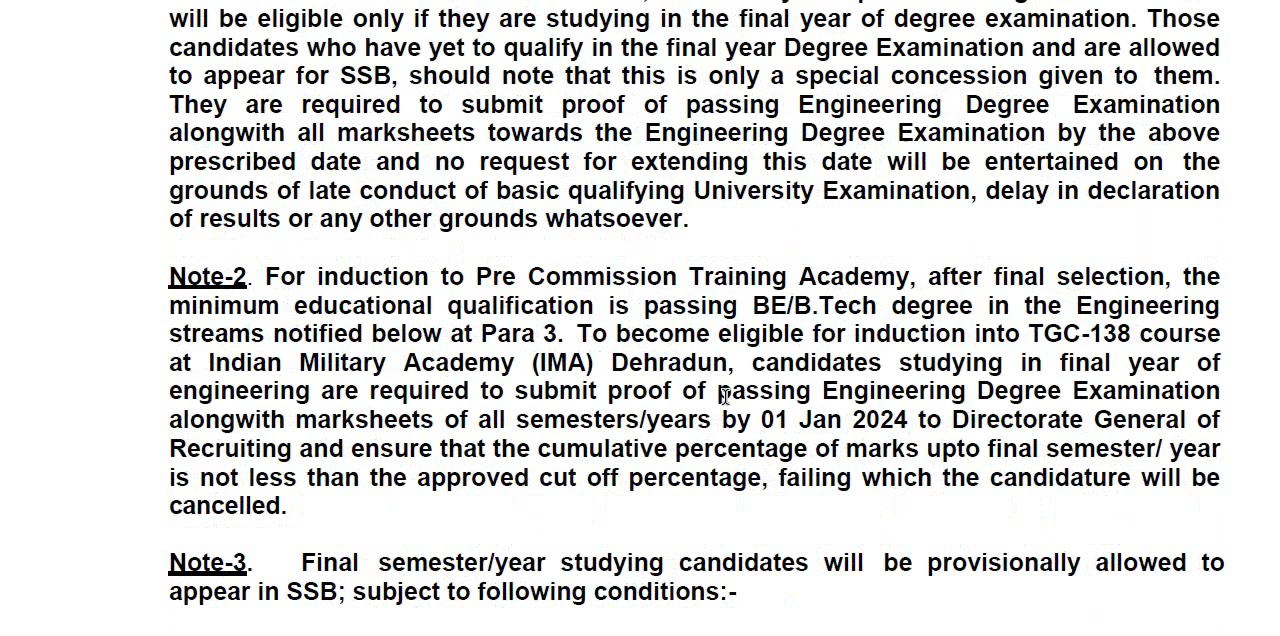 will be eligible only if they are studying in the final year of degree examination. Those
candidates who have yet to qualify in the final year Degree Examination and are allowed
to appear for SSB, should note that this is only a special concession given to them.
They are required to submit proof of passing Engineering Degree Examination
alongwith all marksheets towards the Engineering Degree Examination by the above
prescribed date and no request for extending this date will be entertained on the
grounds of late conduct of basic qualifying University Examination, delay in declaration
of results or any other grounds whatsoever.
Note-2. For induction to Pre Commission Training Academy, after final selection, the
minimum educational qualification is passing BE/B.Tech degree in the Engineering
streams notified below at Para 3. To become eligible for induction into TGC-138 course
at Indian Military Academy (IMA) Dehradun, candidates studying in final year of
engineering are required to submit proof of passing Engineering Degree Examination
alongwith marksheets of all semesters/years by 01 Jan 2024 to Directorate General of
Recruiting and ensure that the cumulative percentage of marks upto final semester/ year
is not less than the approved cut off percentage, failing which the candidature will be
cancelled.
Note-3. Final semester/year studying candidates will be provisionally allowed to
appear in SSB; subject to following conditions:-